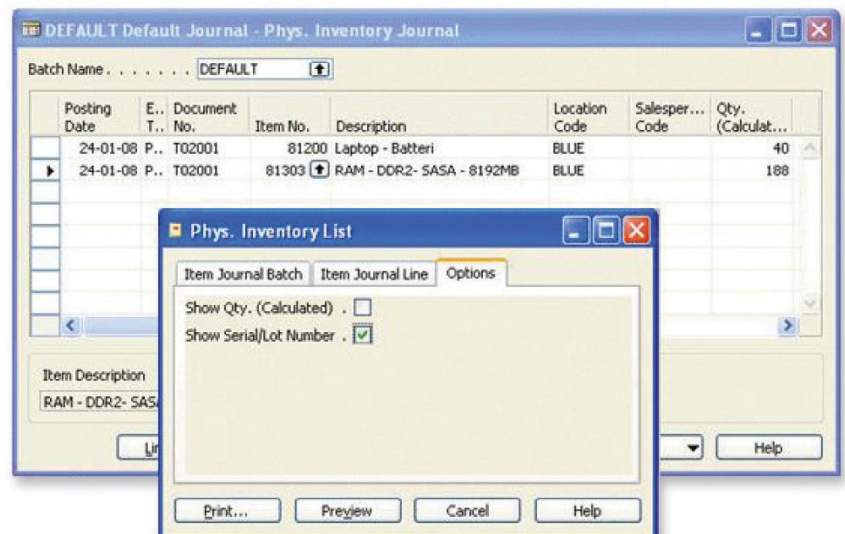 DEFAULT Default Journal - Phys. Inventory Journal
Batch Name . . . . . . . DEFAULT
Posting Date E.. T.. Document No. Item No. Description Location Code Salesper... Code Qty. (Calculat...
24-01-08 P.. T02001 81200 Laptop - Batteri BLUE 40
24-01-08 P.. T02001 81303 RAM - DDR2- SASA - 8192MB BLUE 188
Phys. Inventory List
Item Journal Batch Item Journal Line Options
Show Qty. (Calculated) .
Show Serial/Lot Number .
Item Description
RAM - DDR2- SAS
Help
Print... Preview Cancel Help